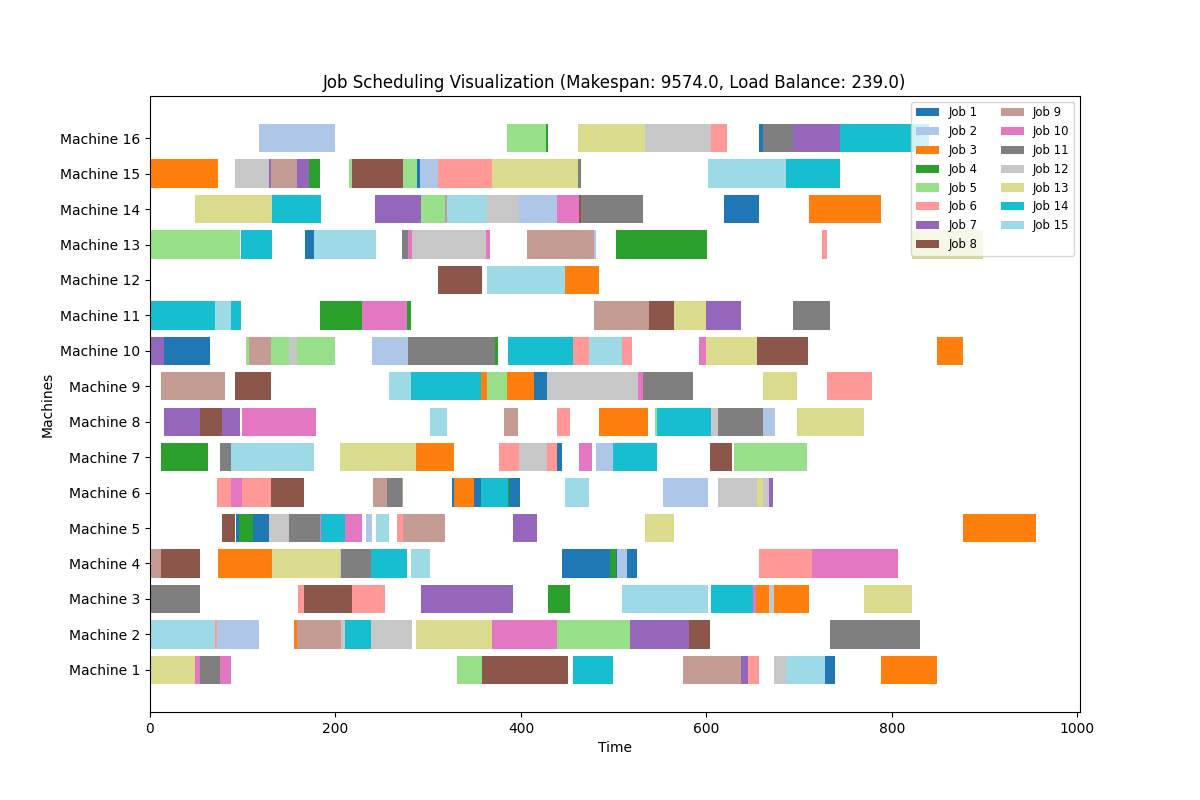 Job Scheduling Visualization (Makespan: 9574.0, Load Balance: 239.0)
Job 1
Job 2
Job 3
Job 4
Job 5
Job 6
Job 7
Job 8
Job 9
Job 10
Job 11
Job 12
Job 13
Job 14
Job 15
Machines
Machine 16
Machine 15
Machine 14
Machine 13
Machine 12
Machine 11
Machine 10
Machine 9
Machine 8
Machine 7
Machine 6
Machine 5
Machine 4
Machine 3
Machine 2
Machine 1
0 200 400 600 800 1000
Time